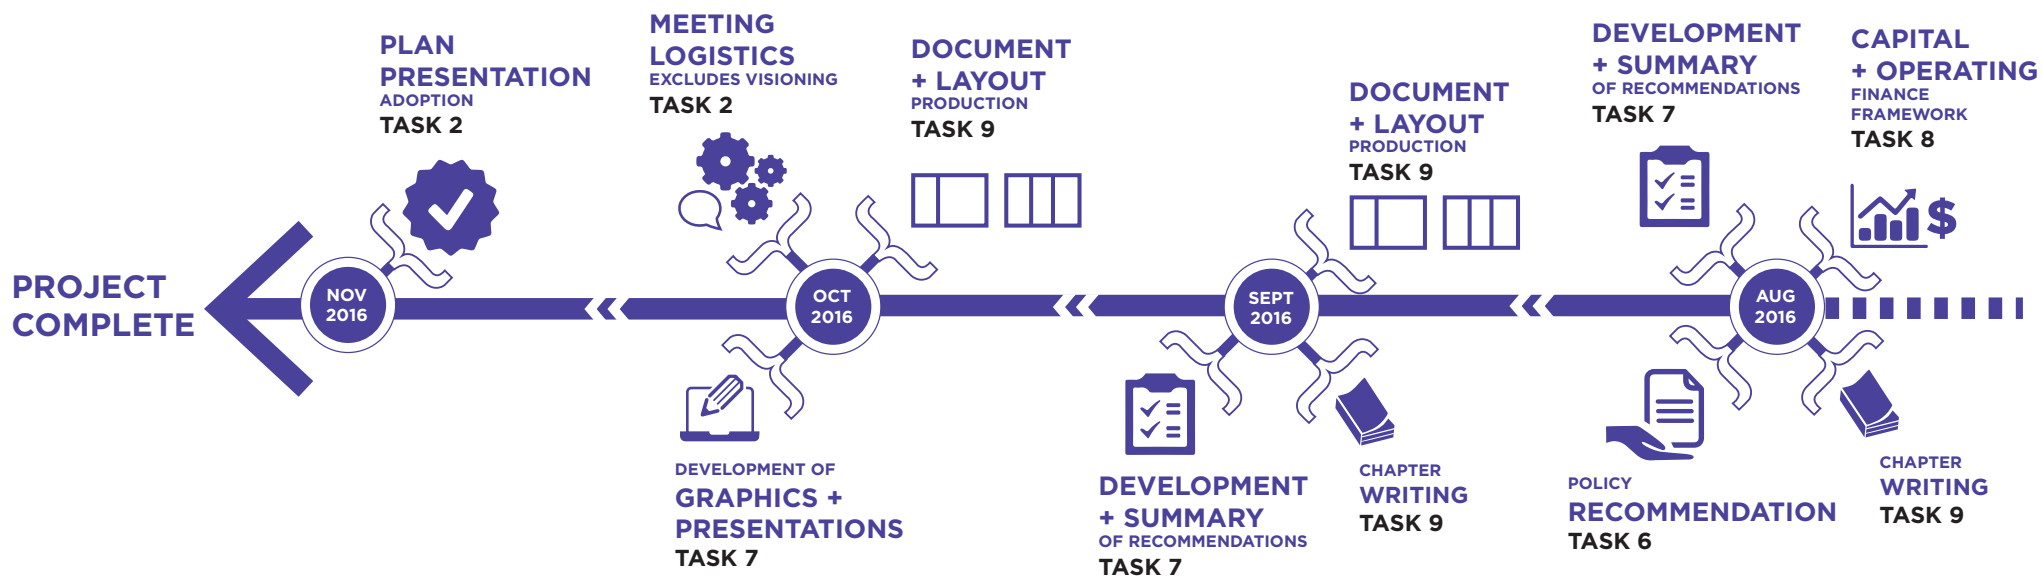 PROJECT
COMPLETE
NOV
2016
PLAN
PRESENTATION
ADOPTION
TASK 2
OCT
2016
MEETING
LOGISTICS
EXCLUDES VISIONING
TASK 2
DOCUMENT
+ LAYOUT
PRODUCTION
TASK 9
DEVELOPMENT OF
GRAPHICS +
PRESENTATIONS
TASK 7
SEPT
2016
DOCUMENT
+ LAYOUT
PRODUCTION
TASK 9
DEVELOPMENT
+ SUMMARY
OF RECOMMENDATIONS
TASK 7
CHAPTER
WRITING
TASK 9
AUG
2016
DEVELOPMENT
+ SUMMARY
OF RECOMMENDATIONS
TASK 7
CAPITAL
+ OPERATING
FINANCE
FRAMEWORK
TASK 8
$
POLICY
RECOMMENDATION
TASK 6
CHAPTER
WRITING
TASK 9